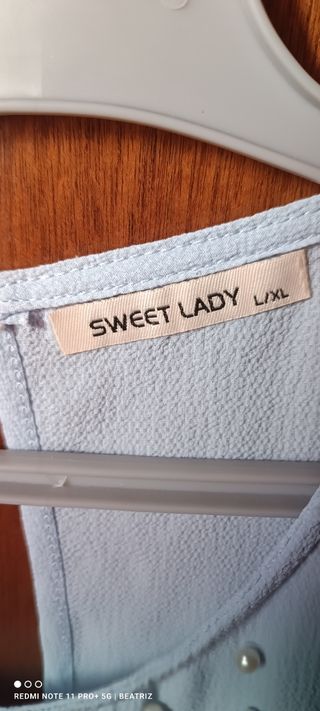 SWEET LADY L/XL
REDMI NOTE 11 PRO+ 5G | BEATRIZ